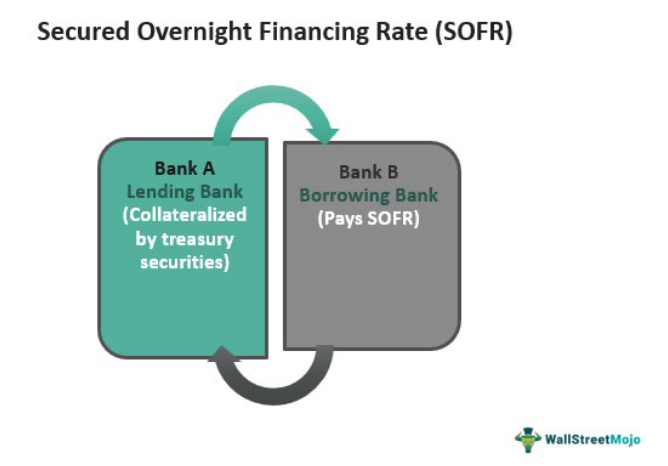 Secured Overnight Financing Rate (SOFR)
Bank A
Lending Bank
(Collateralized
by treasury
securities)
Bank B
Borrowing Bank
(Pays SOFR)
WallStreetMojo